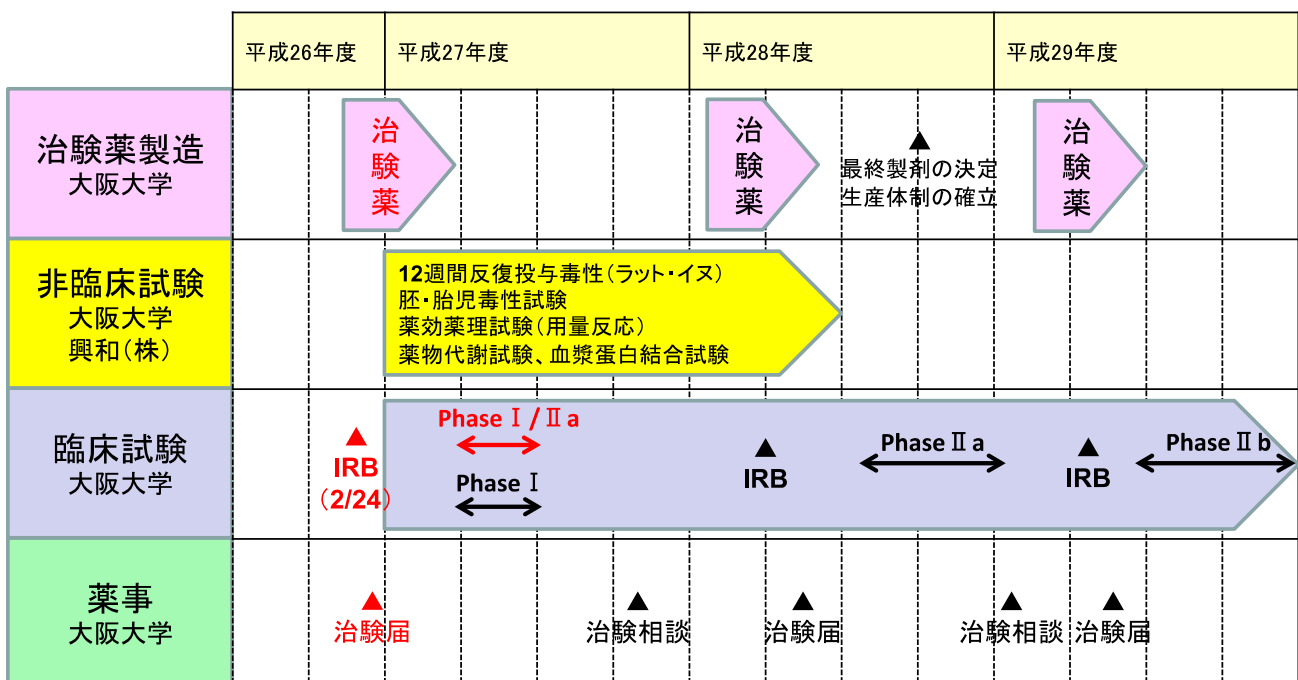 平成26年度
平成27年度
平成28年度
平成29年度
治験薬製造
大阪大学
治験薬
治験薬
最終製剤の決定
生産体制の確立
治験薬
非臨床試験
大阪大学
興和(株)
12週間反復投与毒性(ラット・イヌ)
胚・胎児毒性試験
薬効薬理試験(用量反応)
薬物代謝試験、血漿蛋白結合試験
臨床試験
大阪大学
IRB
(2/24)
Phase Ⅰ/Ⅱa
Phase Ⅰ
IRB
Phase Ⅱa
IRB
Phase Ⅱb
薬事
大阪大学
治験届
治験相談
治験届
治験相談
治験届